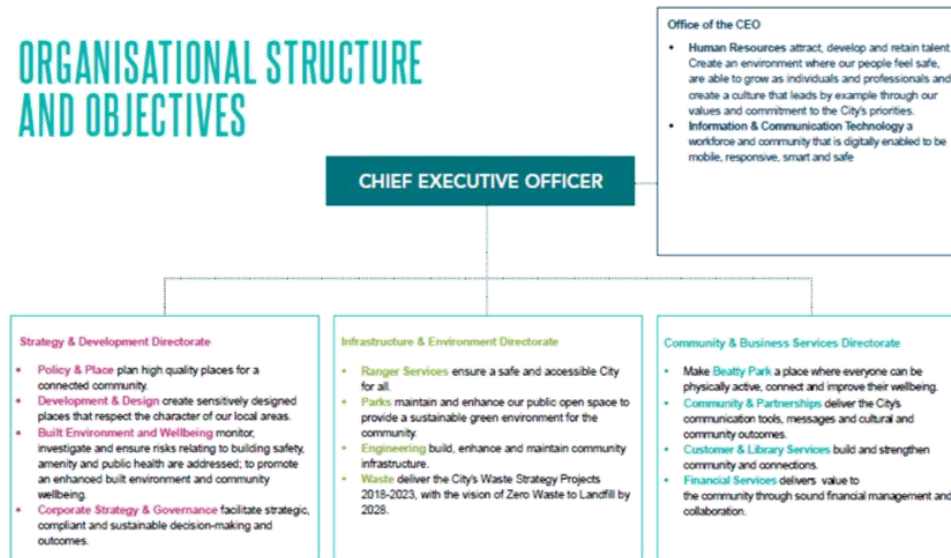 ORGANISATIONAL STRUCTURE
AND OBJECTIVES
Office of the CEO
• Human Resources attract, develop and retain talent.
Create an environment where our people feel safe,
are able to grow as individuals and professionals and
create a culture that leads by example through our
values and commitment to the City's priorities.
• Information & Communication Technology a
workforce and community that is digitally enabled to be
mobile, responsive, smart and safe
CHIEF EXECUTIVE OFFICER
Strategy & Development Directorate
• Policy & Place plan high quality places for a
connected community.
• Development & Design create sensitively designed
places that respect the character of our local areas.
• Built Environment and Wellbeing monitor,
investigate and ensure risks relating to building safety,
amenity and public health are addressed; to promote
an enhanced built environment and community
wellbeing.
• Corporate Strategy & Governance facilitate strategic,
compliant and sustainable decision-making and
outcomes.
Infrastructure & Environment Directorate
• Ranger Services ensure a safe and accessible City
for all.
• Parks maintain and enhance our public open space to
provide a sustainable green environment for the
community.
• Engineering build, enhance and maintain community
infrastructure.
• Waste deliver the City's Waste Strategy Projects
2018-2023, with the vision of Zero Waste to Landfill by
2028.
Community & Business Services Directorate
• Make Beatty Park a place where everyone can be
physically active, connect and improve their wellbeing.
• Community & Partnerships deliver the City's
communication tools, messages and cultural and
community outcomes.
• Customer & Library Services build and strengthen
community and connections.
• Financial Services delivers value to
the community through sound financial management and
collaboration.